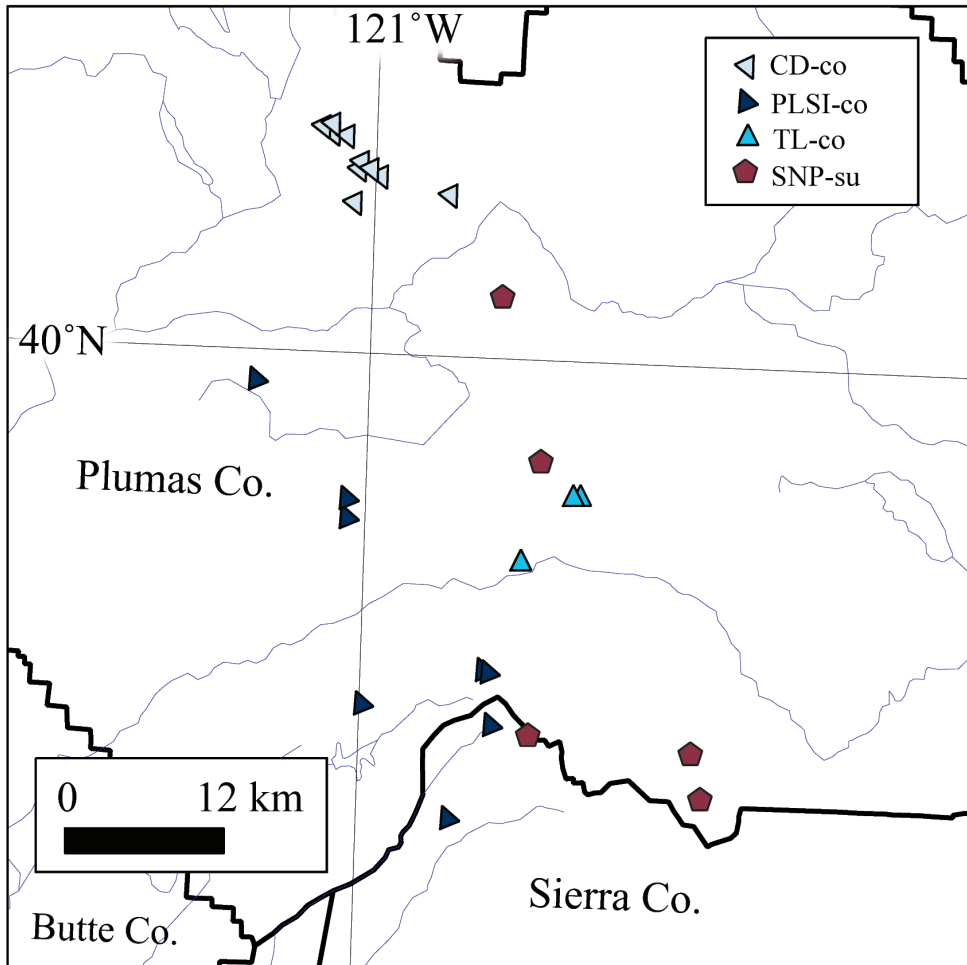 121˚W
CD-co
PLSI-co
TL-co
SNP-su
40˚N
Plumas Co.
0 12 km
Sierra Co.
Butte Co.